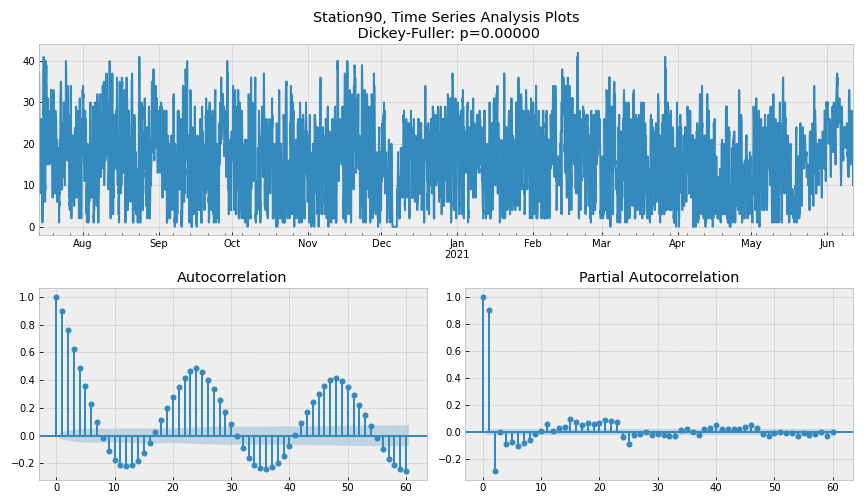 Station90, Time Series Analysis Plots
Dickey-Fuller: p=0.00000
40
30
20
10
0
Aug Sep Oct Nov Dec Jan Feb Mar Apr May Jun
2021
Autocorrelation
1.0
0.8
0.6
0.4
0.2
0.0
−0.2
0 10 20 30 40 50 60
Partial Autocorrelation
1.0
0.8
0.6
0.4
0.2
0.0
−0.2
0 10 20 30 40 50 60